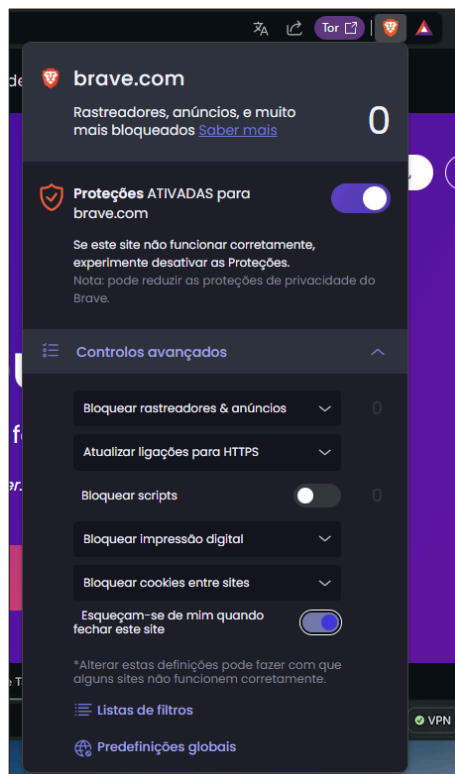 Tor
brave.com
Rastreadores, anúncios, e muito
mais bloqueados Saber mais
0
Proteções ATIVADAS para
brave.com
Se este site não funcionar corretamente,
experimente desativar as Proteções.
Nota: pode reduzir as proteções de privacidade do
Brave.
Controlos avançados
Bloquear rastreadores & anúncios
0
Atualizar ligações para HTTPS
Bloquear scripts
0
Bloquear impressão digital
Bloquear cookies entre sites
Esqueçam-se de mim quando
fechar este site
*Alterar estas definições pode fazer com que
alguns sites não funcionem corretamente.
Listas de filtros
VPN
Predefinições globais